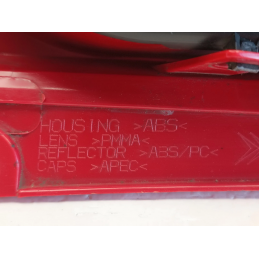 HOUSING >ABS<
LENS >PMMA<
REFLECTOR >ABS/PC<
CAPS >APEC<